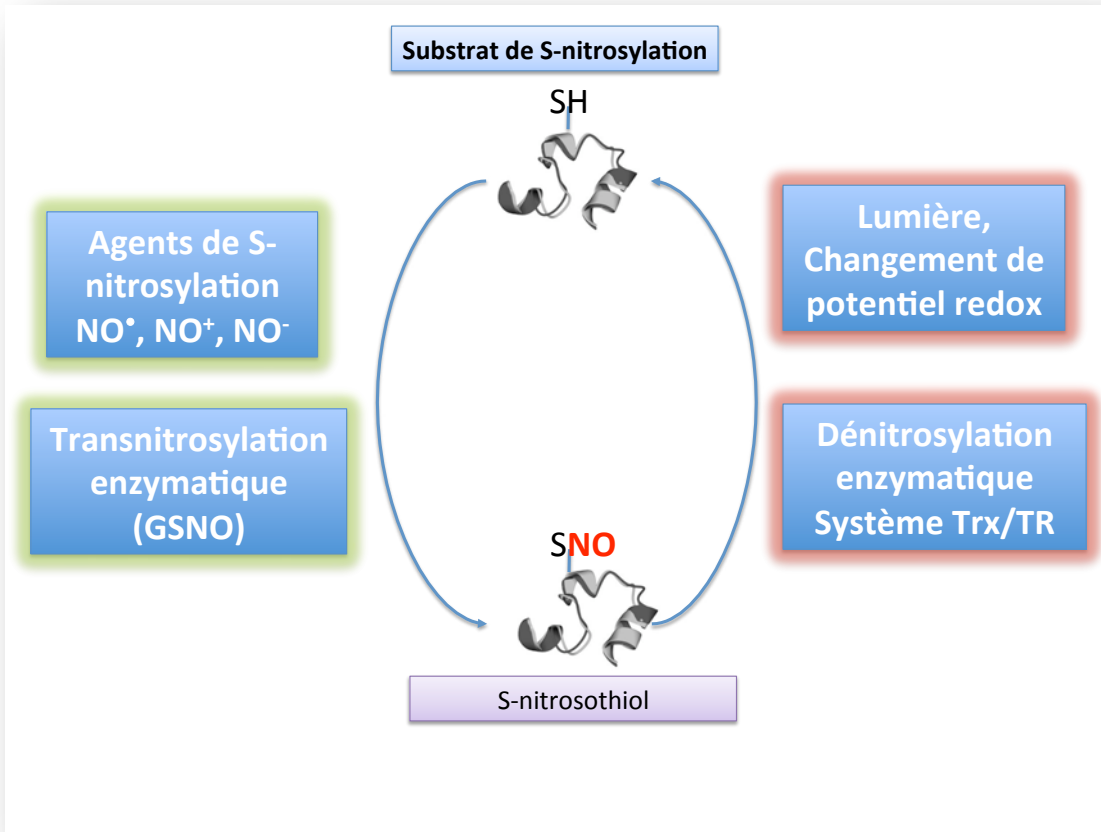 Substrat de S-nitrosylation
SH
Agents de S-
nitrosylation
NO•, NO⁺, NO⁻
Transnitrosylation
enzymatique
(GSNO)
Lumière,
Changement de
potentiel redox
Dénitrosylation
enzymatique
Système Trx/TR
SNO
S-nitrosothiol